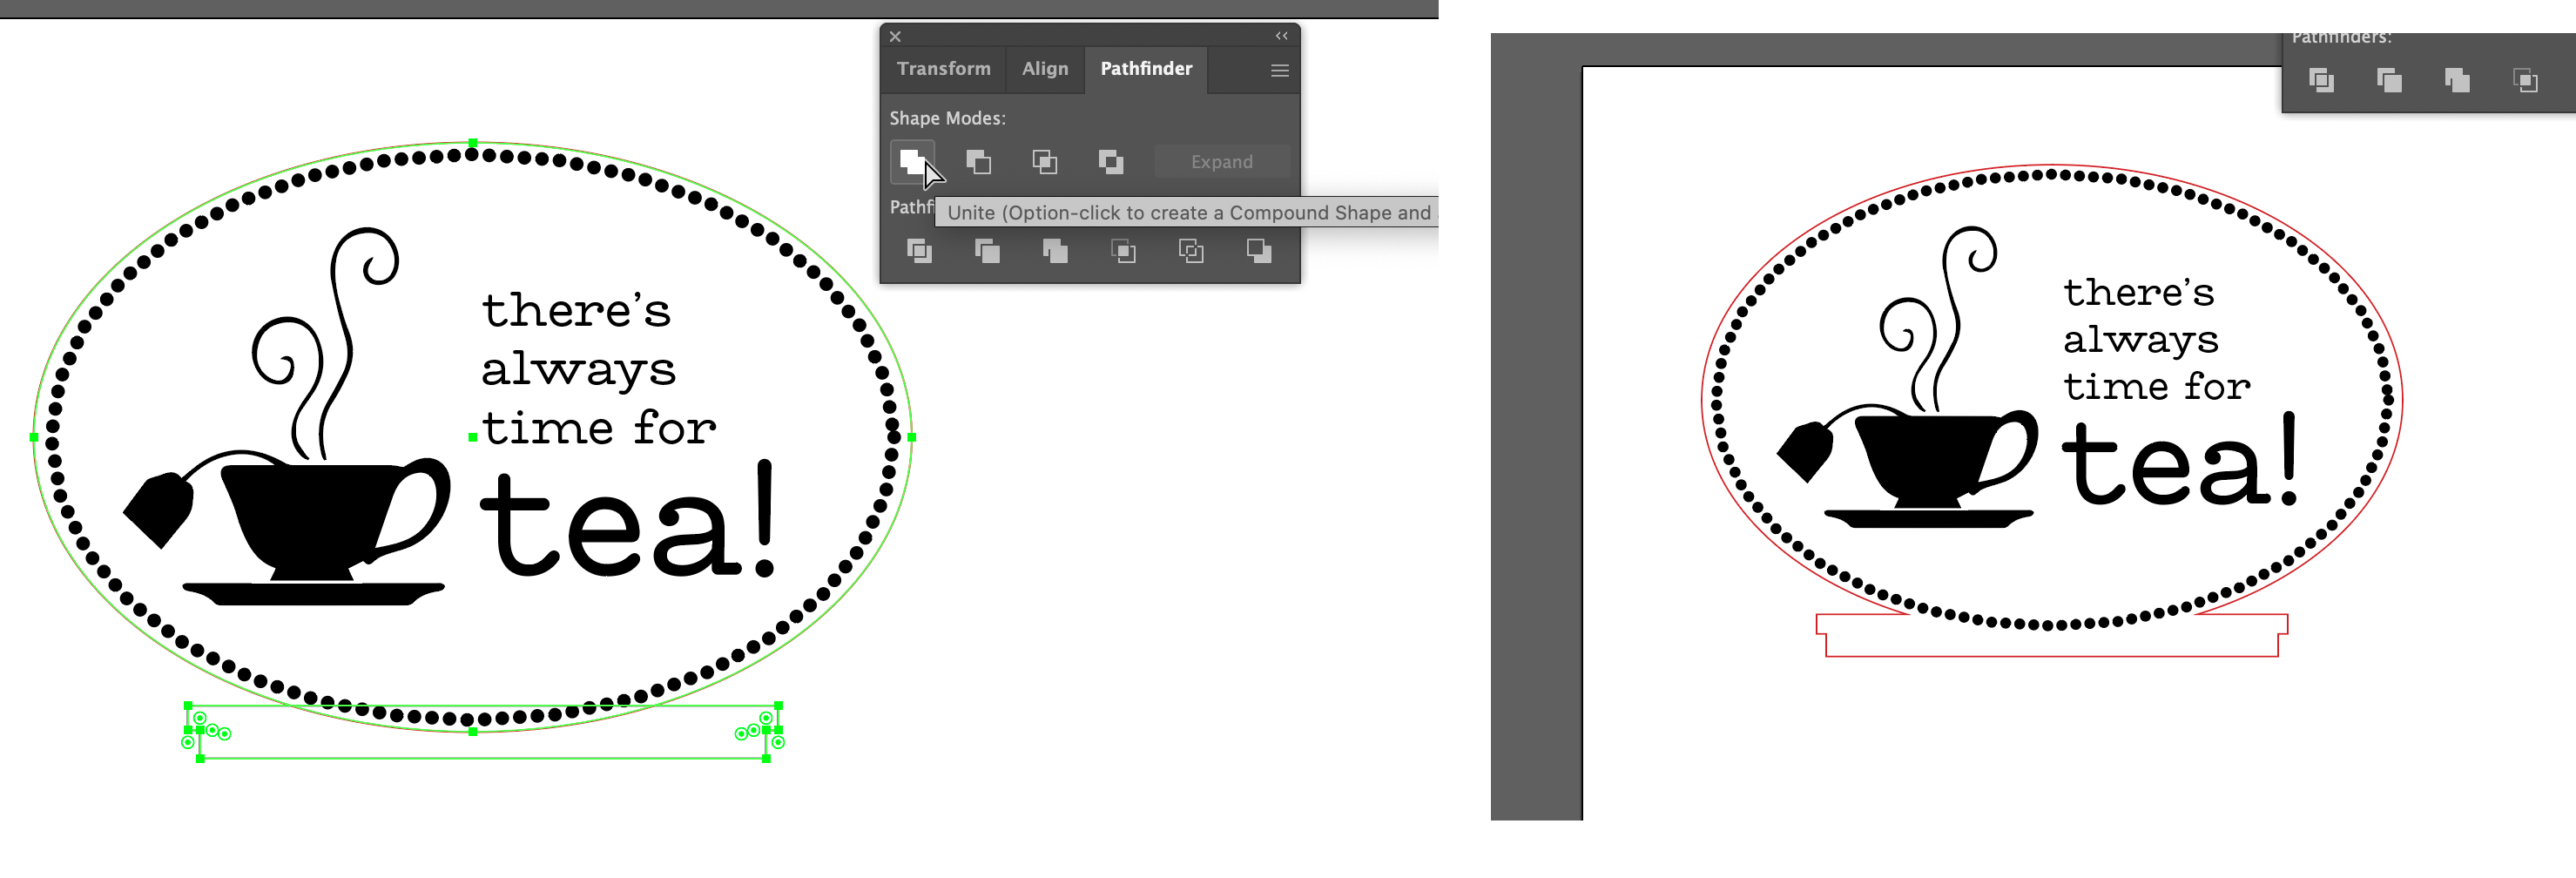 Transform Align Pathfinder
Shape Modes:
Expand
Pathfi
Unite (Option-click to create a Compound Shape and
there's
always
time for
tea!
Pathfinders:
there's
always
time for
tea!